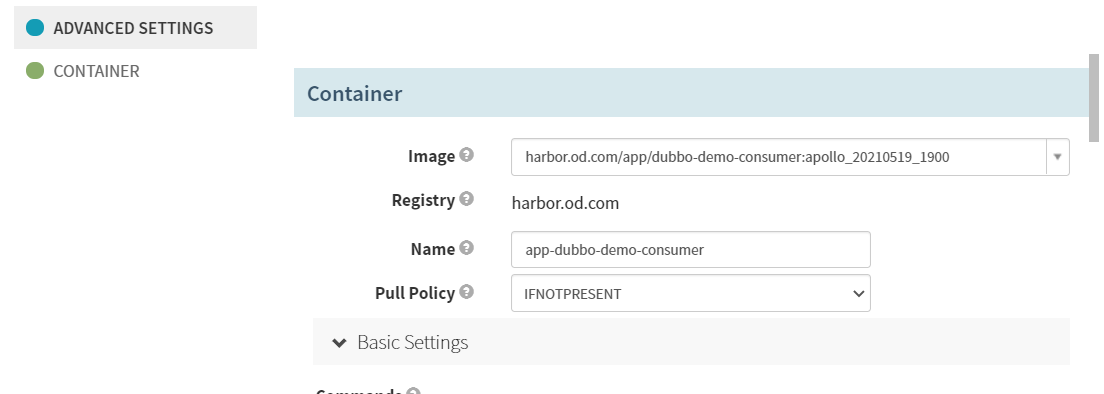 ADVANCED SETTINGS
CONTAINER
Container
Image
harbor.od.com/app/dubbo-demo-consumer:apollo_20210519_1900
Registry
harbor.od.com
Name
app-dubbo-demo-consumer
Pull Policy
IFNOTPRESENT
Basic Settings
Commands